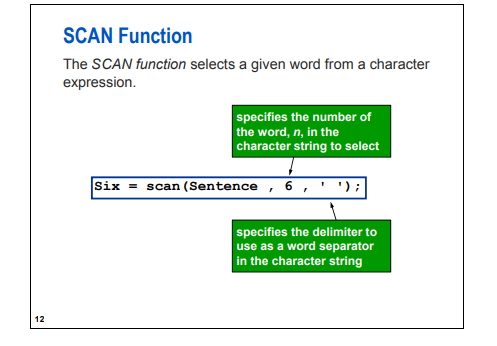 SCAN Function
The SCAN function selects a given word from a character
expression.
specifies the number of
the word, n, in the
character string to select
Six = scan(Sentence , 6 , ' ');
specifies the delimiter to
use as a word separator
in the character string
12